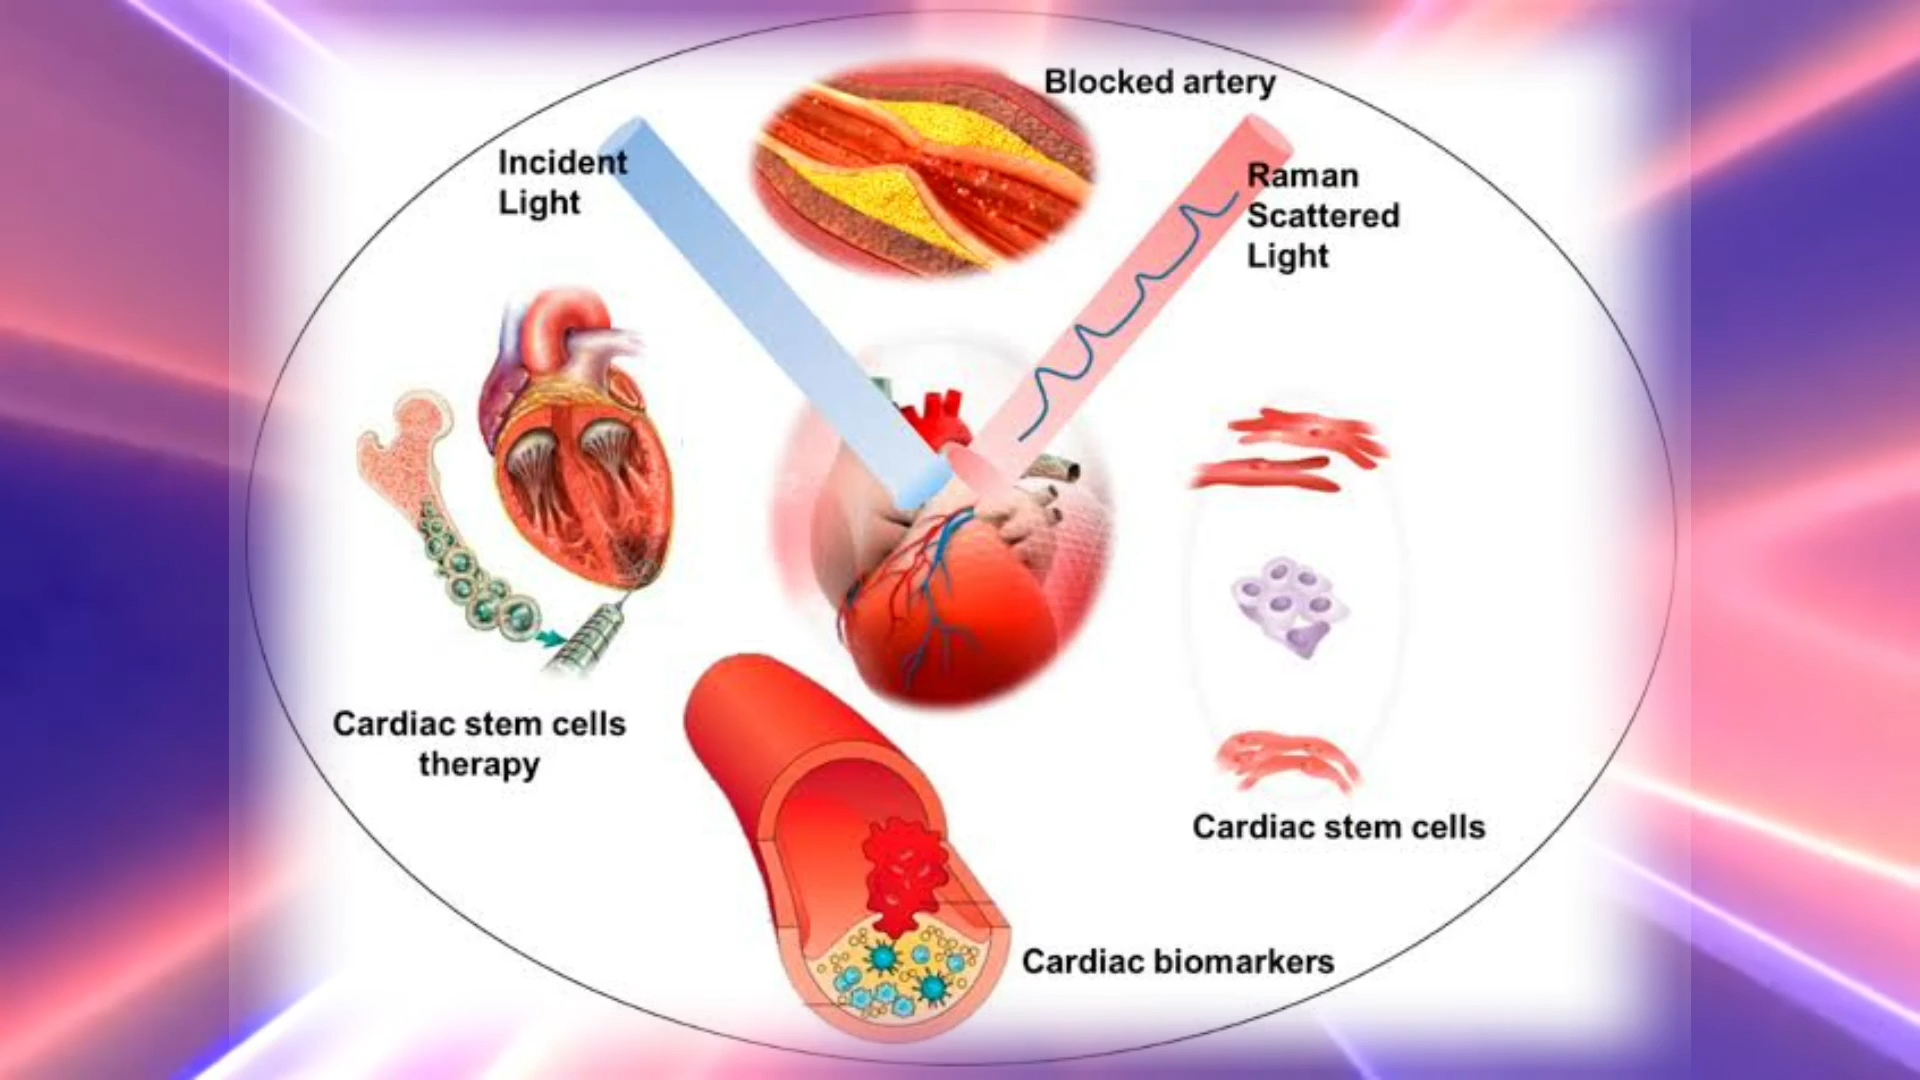 Blocked artery
Incident
Light
Raman
Scattered
Light
Cardiac stem cells
therapy
Cardiac stem cells
Cardiac biomarkers